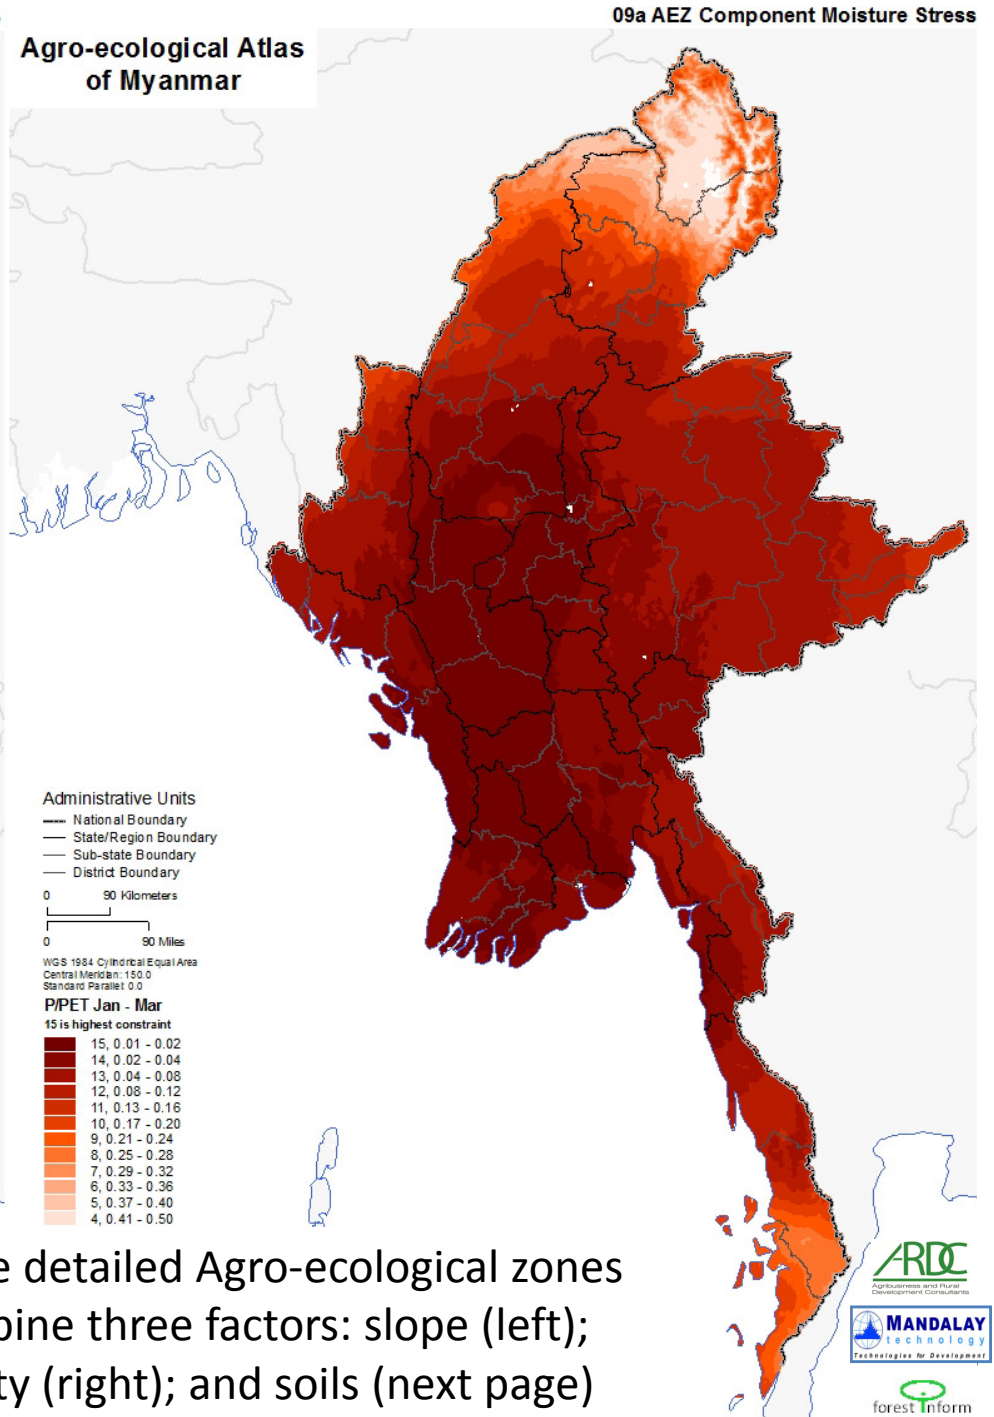 09a AEZ Component Moisture Stress
Agro-ecological Atlas
of Myanmar
Administrative Units
National Boundary
State/Region Boundary
Sub-state Boundary
District Boundary
0 90 Kilometers
0 90 Miles
WGS 1984 Cylindrical Equal Area
Central Meridian: 150.0
Standard Parallel: 0.0
P/PET Jan - Mar
15 is highest constraint
15, 0.01 - 0.02
14, 0.02 - 0.04
13, 0.04 - 0.08
12, 0.08 - 0.12
11, 0.13 - 0.16
10, 0.17 - 0.20
9, 0.21 - 0.24
8, 0.25 - 0.28
7, 0.29 - 0.32
6, 0.33 - 0.36
5, 0.37 - 0.40
4, 0.41 - 0.50
e detailed Agro-ecological zones
bine three factors: slope (left);
ty (right); and soils (next page)
ARDC
Agribusiness and Rural
Development Consultants
MANDALAY
technology
Technologies for Development
forest Inform